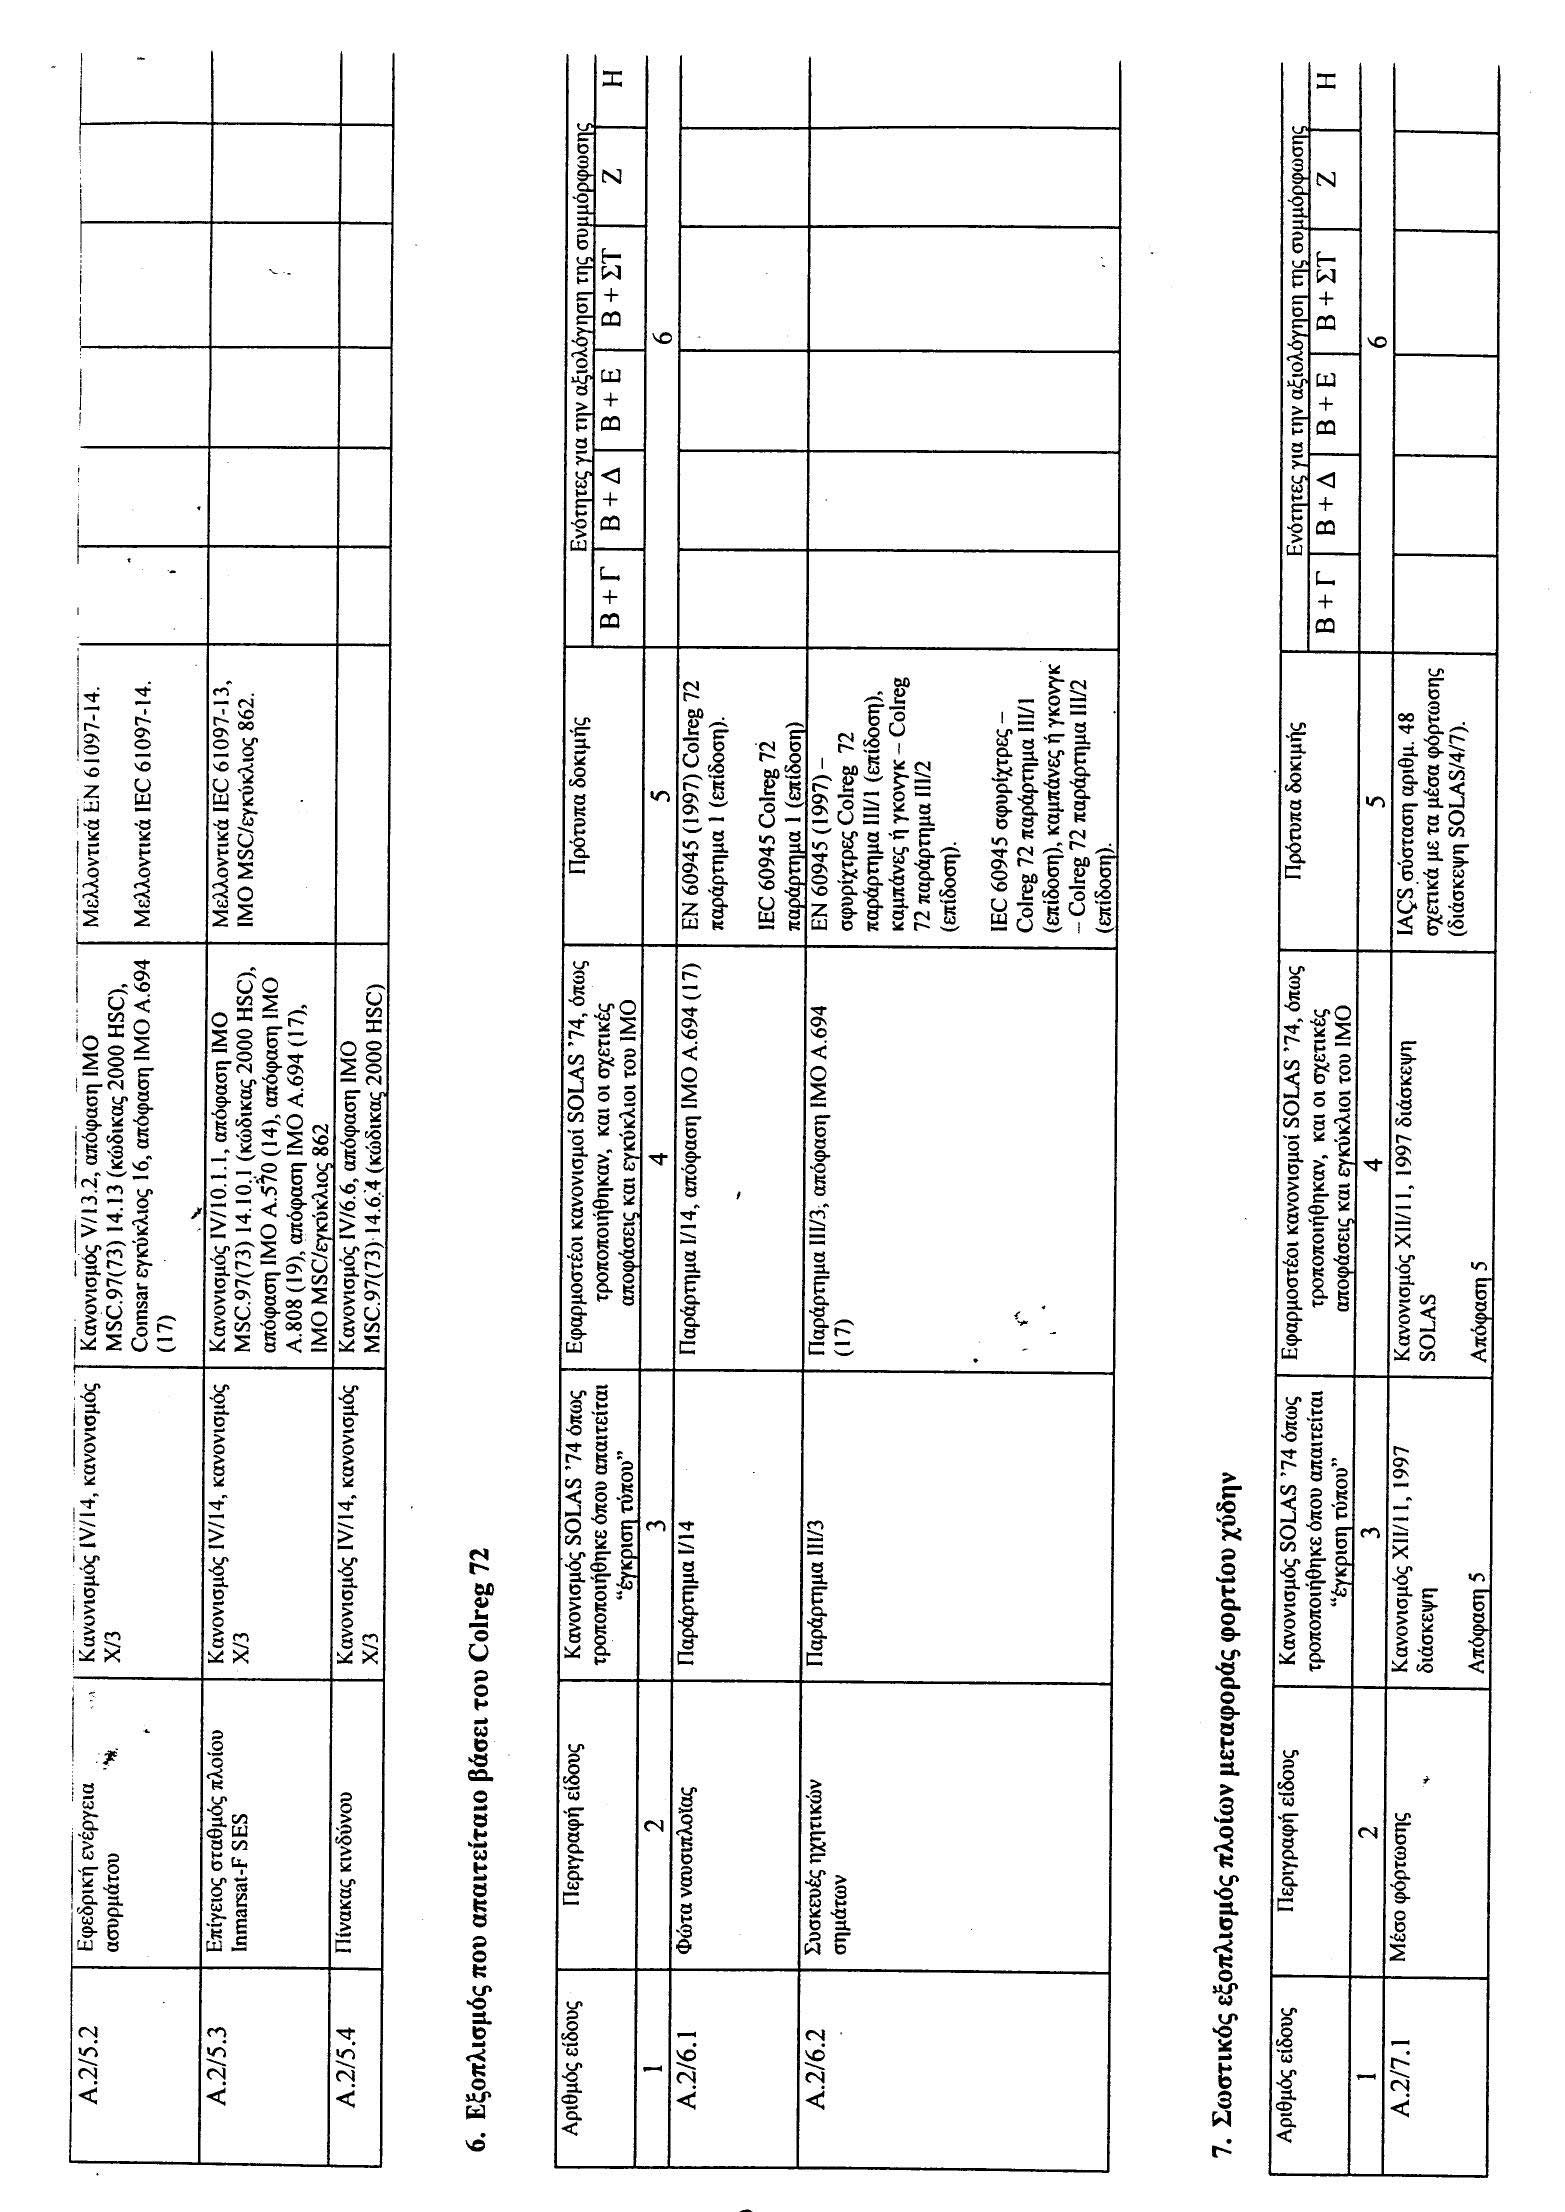 Α.2/5.2
Εφεδρική ενέργεια
ασυρμάτου
Κανονισμός IV/14, κανονισμός
X/3
Κανονισμός V/13.2, απόφαση IMO
MSC.97(73) 14.13 (κώδικας 2000 HSC),
Comsar εγκύκλιος 16, απόφαση IMO A.694
(17)
Μελλοντικά EN 61097-14.
Μελλοντικά IEC 61097-14.
Α.2/5.3
Επίγειος σταθμός πλοίου
Inmarsat-F SES
Κανονισμός IV/14, κανονισμός
X/3
Κανονισμός IV/10.1.1, απόφαση IMO
MSC.97(73) 14.10.1 (κώδικας 2000 HSC),
απόφαση IMO A.570 (14), απόφαση IMO
A.808 (19), απόφαση IMO A.694 (17),
IMO MSC/εγκύκλιος 862
Μελλοντικά IEC 61097-13,
IMO MSC/εγκύκλιος 862.
Α.2/5.4
Πίνακας κινδύνου
Κανονισμός IV/14, κανονισμός
X/3
Κανονισμός IV/6.6, απόφαση IMO
MSC.97(73) 14.6.4 (κώδικας 2000 HSC)
6. Εξοπλισμός που απαιτείταιο βάσει του Colreg 72
Αριθμός είδους
Περιγραφή είδους
Κανονισμός SOLAS '74 όπως
τροποποιήθηκε όπου απαιτείται
“έγκριση τύπου”
Εφαρμοστέοι κανονισμοί SOLAS '74, όπως
τροποποιήθηκαν, και οι σχετικές
αποφάσεις και εγκύκλιοι του IMO
Πρότυπα δοκιμής
Ενότητες για την αξιολόγηση της συμμόρφωσης
Β + Γ
Β + Δ
Β + Ε
Β + ΣΤ
Ζ
Η
1
2
3
4
5
6
Α.2/6.1
Φώτα ναυσιπλοΐας
Παράρτημα I/14
Παράρτημα I/14, απόφαση IMO A.694 (17)
EN 60945 (1997) Colreg 72
παράρτημα 1 (επίδοση).
IEC 60945 Colreg 72
παράρτημα 1 (επίδοση)
Α.2/6.2
Συσκευές ηχητικών
σημάτων
Παράρτημα III/3
Παράρτημα III/3, απόφαση IMO A.694
(17)
EN 60945 (1997) –
σφυρίχτρες Colreg 72
παράρτημα III/1 (επίδοση),
καμπάνες ή γκονγκ – Colreg
72 παράρτημα III/2
(επίδοση).
IEC 60945 σφυρίχτρες –
Colreg 72 παράρτημα III/1
(επίδοση), καμπάνες ή γκονγκ
– Colreg 72 παράρτημα III/2
(επίδοση).
7. Σωστικός εξοπλισμός πλοίων μεταφοράς φορτίου χύδην
Αριθμός είδους
Περιγραφή είδους
Κανονισμός SOLAS '74 όπως
τροποποιήθηκε όπου απαιτείται
“έγκριση τύπου”
Εφαρμοστέοι κανονισμοί SOLAS '74, όπως
τροποποιήθηκαν, και οι σχετικές
αποφάσεις και εγκύκλιοι του IMO
Πρότυπα δοκιμής
Ενότητες για την αξιολόγηση της συμμόρφωσης
Β + Γ
Β + Δ
Β + Ε
Β + ΣΤ
Ζ
Η
1
2
3
4
5
6
Α.2/7.1
Μέσο φόρτωσης
Κανονισμός XII/11, 1997
διάσκεψη
Απόφαση 5
Κανονισμός XII/11, 1997 διάσκεψη
SOLAS
Απόφαση 5
IACS σύσταση αριθμ. 48
σχετικά με τα μέσα φόρτωσης
(διάσκεψη SOLAS/4/7).